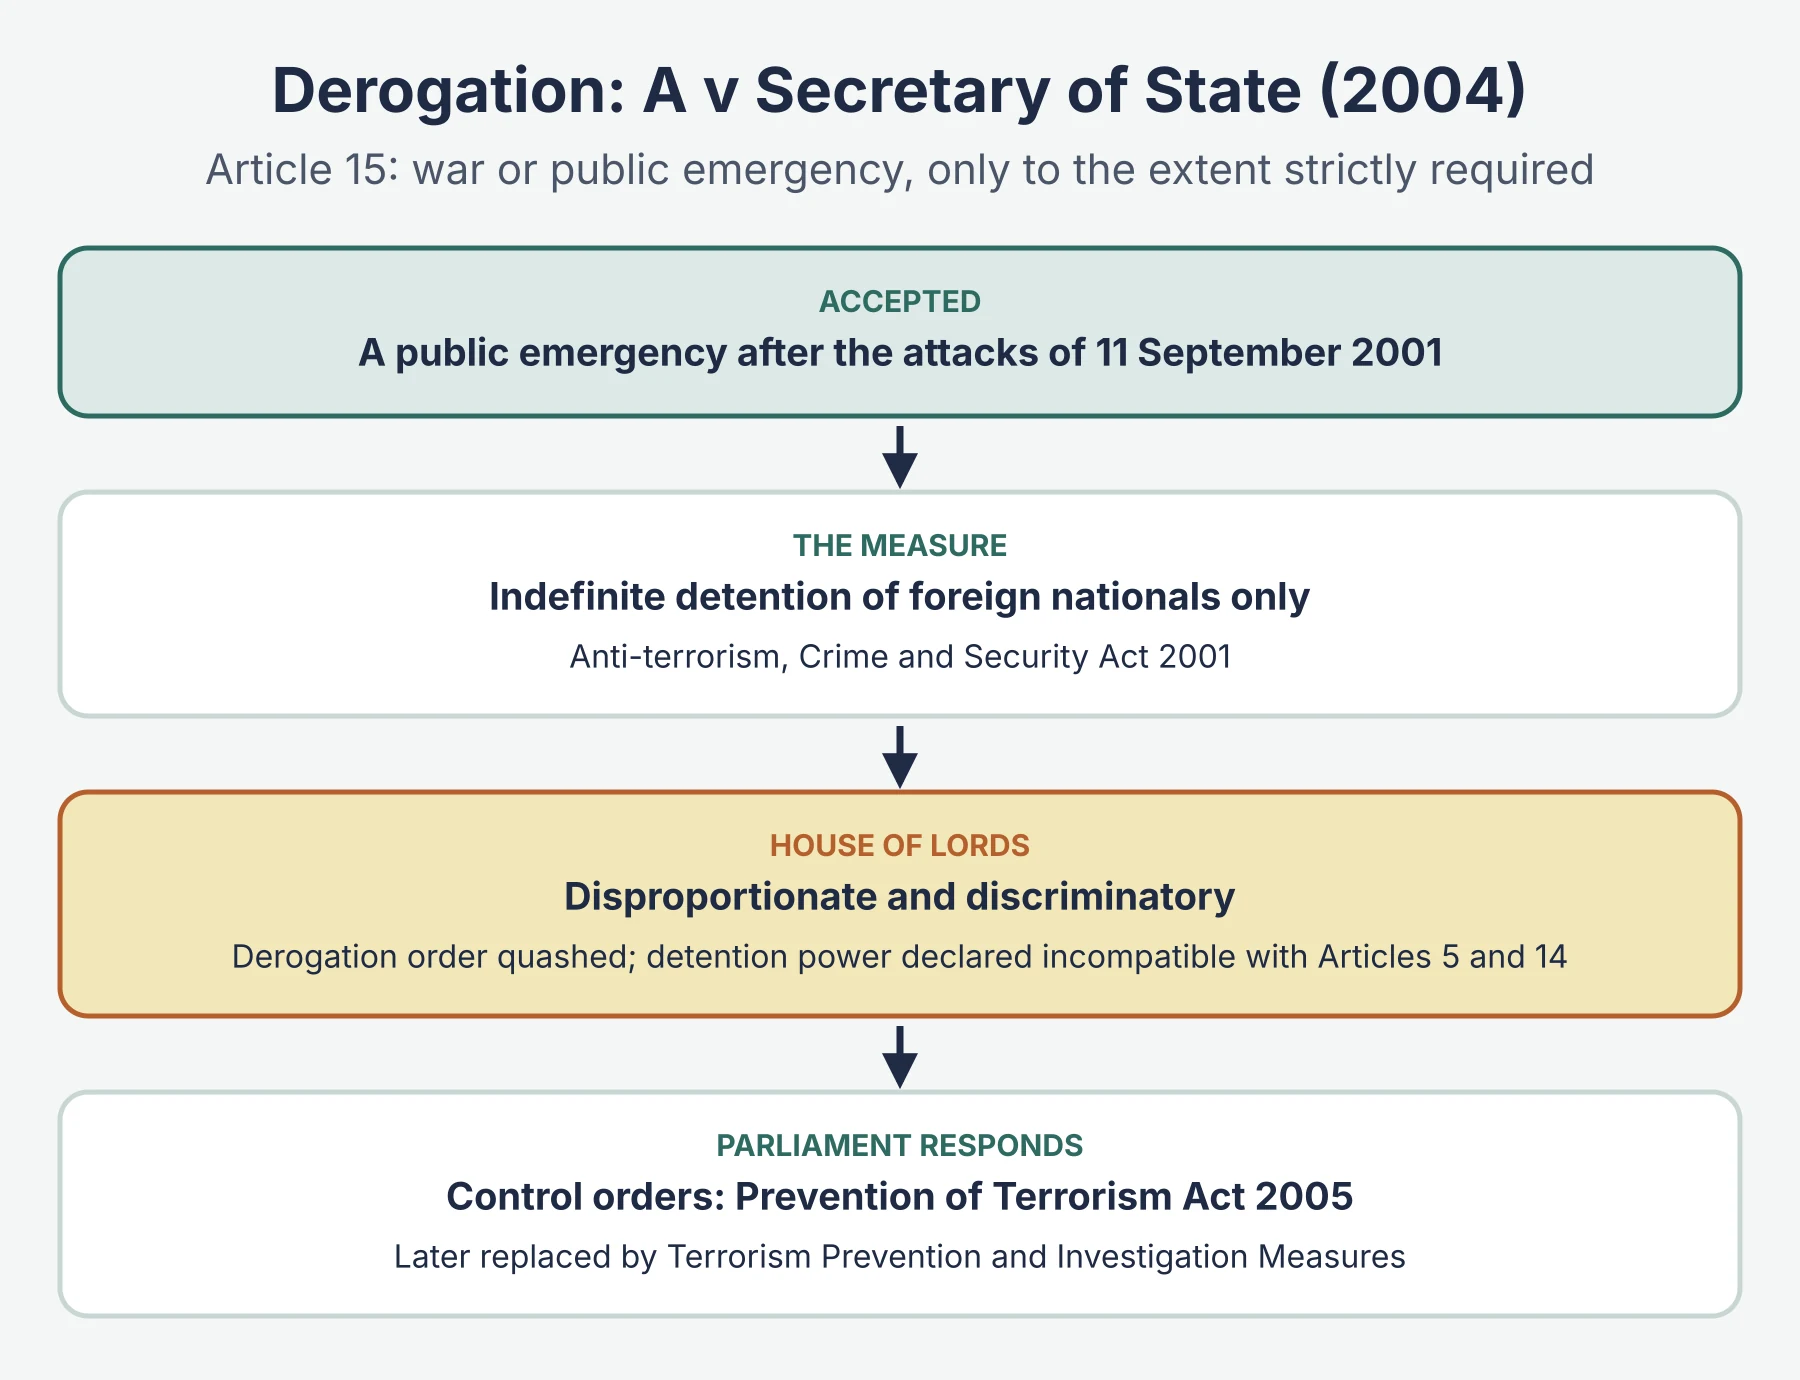 Derogation: A v Secretary of State (2004)
Article 15: war or public emergency, only to the extent strictly required
ACCEPTED
A public emergency after the attacks of 11 September 2001
THE MEASURE
Indefinite detention of foreign nationals only
Anti-terrorism, Crime and Security Act 2001
HOUSE OF LORDS
Disproportionate and discriminatory
Derogation order quashed; detention power declared incompatible with Articles 5 and 14
PARLIAMENT RESPONDS
Control orders: Prevention of Terrorism Act 2005
Later replaced by Terrorism Prevention and Investigation Measures